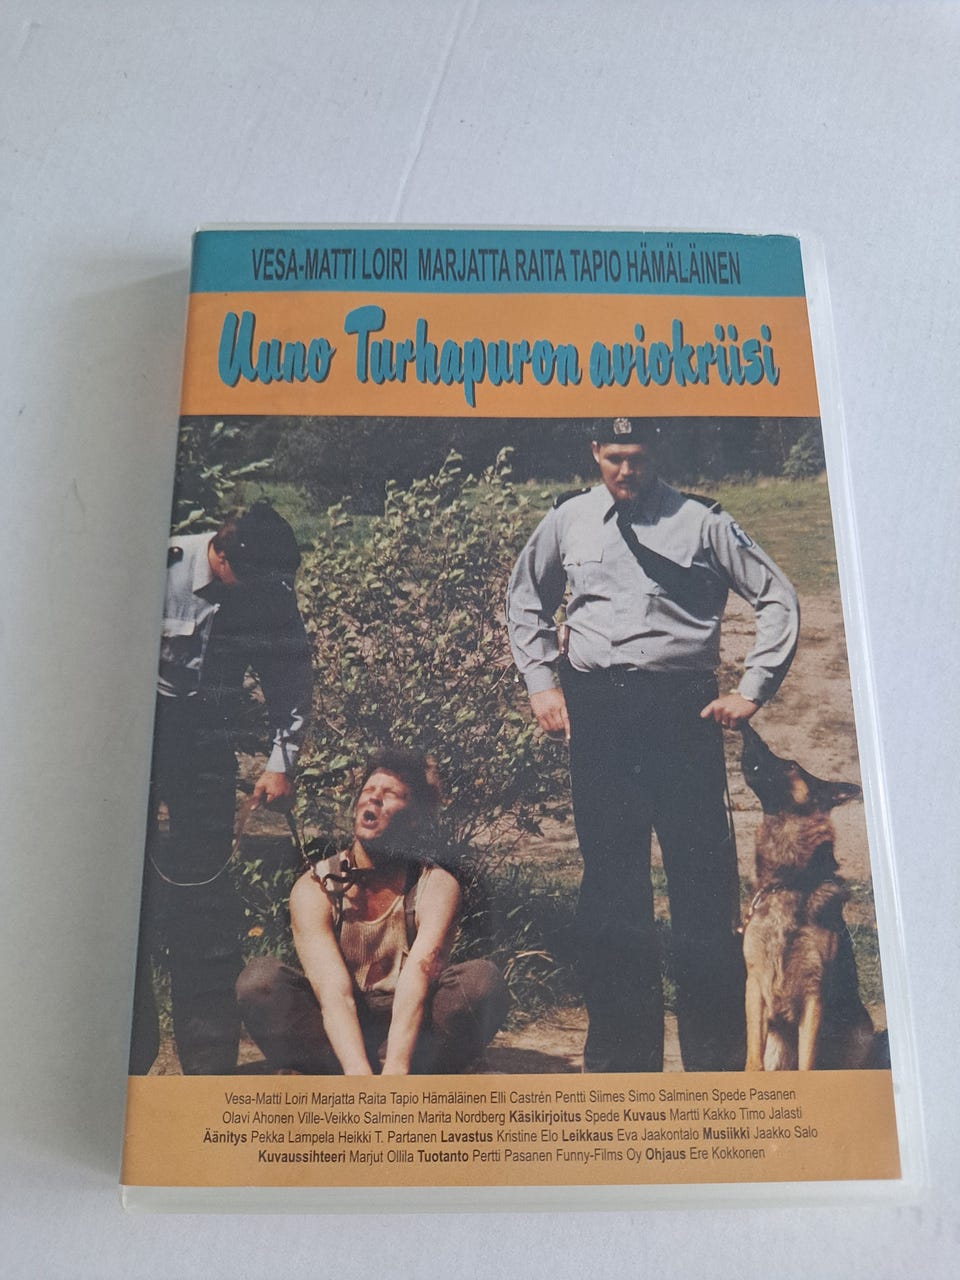 VESA-MATTI LOIRI MARJATTA RAITA TAPIO HÄMÄLÄINEN
Uuno Turhapuron aviokriisi
Vesa-Matti Loiri Marjatta Raita Tapio Hämäläinen Elli Castrén Pentti Siimes Simo Salminen Spede Pasanen
Olavi Ahonen Ville-Veikko Salminen Marita Nordberg Käsikirjoitus Spede Kuvaus Martti Kakko Timo Jalasti
Äänitys Pekka Lampela Heikki T. Partanen Lavastus Kristine Elo Leikkaus Eva Jaakontalo Musiikki Jaakko Salo
Kuvaussihteeri Marjut Ollila Tuotanto Pertti Pasanen Funny-Films Oy Ohjaus Ere Kokkonen